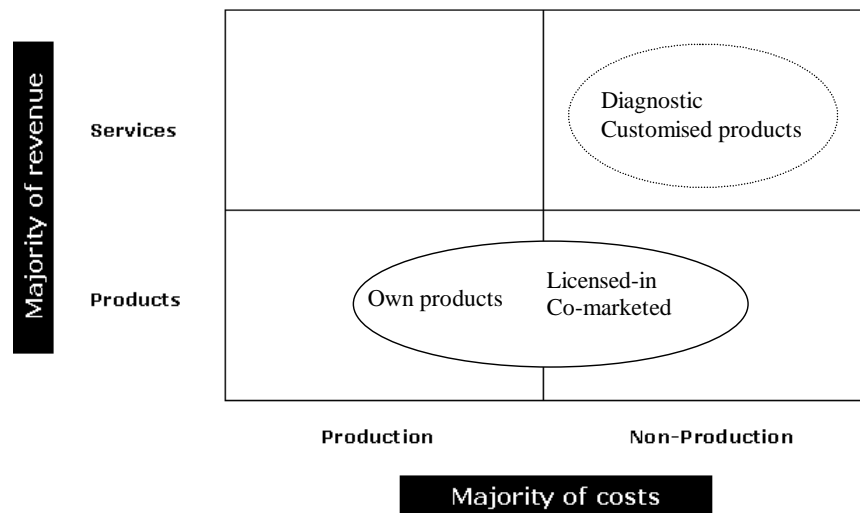 Majority of revenue
Services
Diagnostic
Customised products
Products
Own products
Licensed-in
Co-marketed
Production
Non-Production
Majority of costs